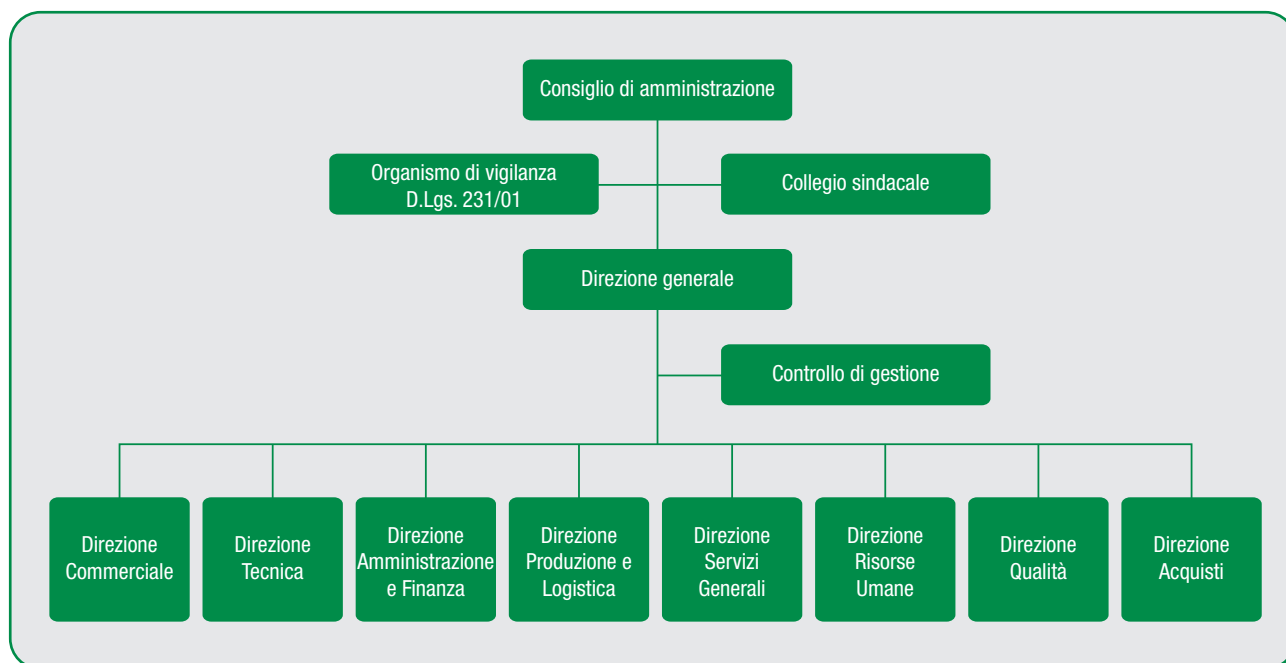 Consiglio di amministrazione
Organismo di vigilanza
D.Lgs. 231/01
Collegio sindacale
Direzione generale
Controllo di gestione
Direzione
Commerciale
Direzione
Tecnica
Direzione
Amministrazione
e Finanza
Direzione
Produzione e
Logistica
Direzione
Servizi
Generali
Direzione
Risorse
Umane
Direzione
Qualità
Direzione
Acquisti